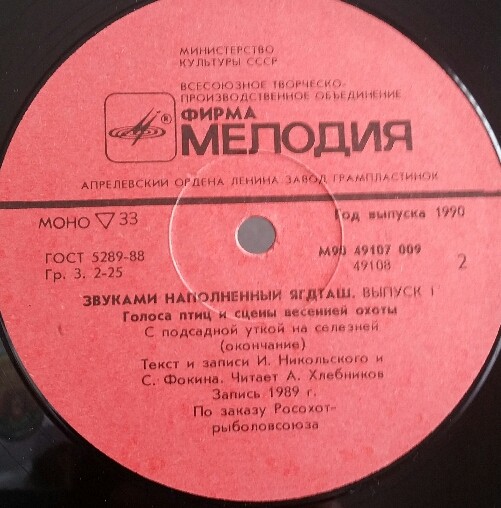 МИНИСТЕРСТВО
КУЛЬТУРЫ СССР
ВСЕСОЮЗНОЕ ТВОРЧЕСКО-
ПРОИЗВОДСТВЕННОЕ ОБЪЕДИНЕНИЕ
®
ФИРМА
МЕЛОДИЯ
АПРЕЛЕВСКИЙ ОРДЕНА ЛЕНИНА ЗАВОД ГРАМПЛАСТИНОК
МОНО ▽ 33
Год выпуска 1990
ГОСТ 5289-88
Гр. 3. 2-25
М90 49107 009
49108
2
ЗВУКАМИ НАПОЛНЕННЫЙ ЯГДТАШ. ВЫПУСК 1
Голоса птиц и сцены весенней охоты
С подсадной уткой на селезней
(окончание)
Текст и записи И. Никольского и
С. Фокина. Читает А. Хлебников
Запись 1989 г.
По заказу Росохот-
рыболовсоюза